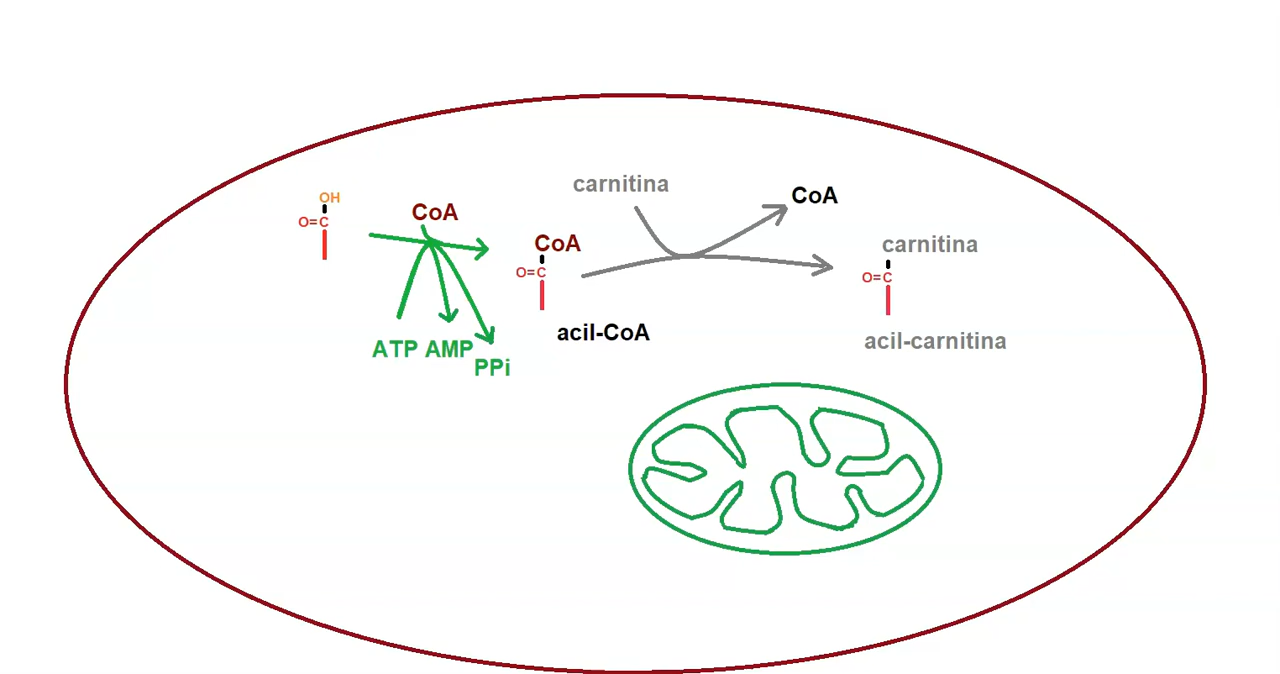 OH
O=C
CoA
ATP AMP
PPi
CoA
O=C
acil-CoA
carnitina
CoA
carnitina
O=C
acil-carnitina